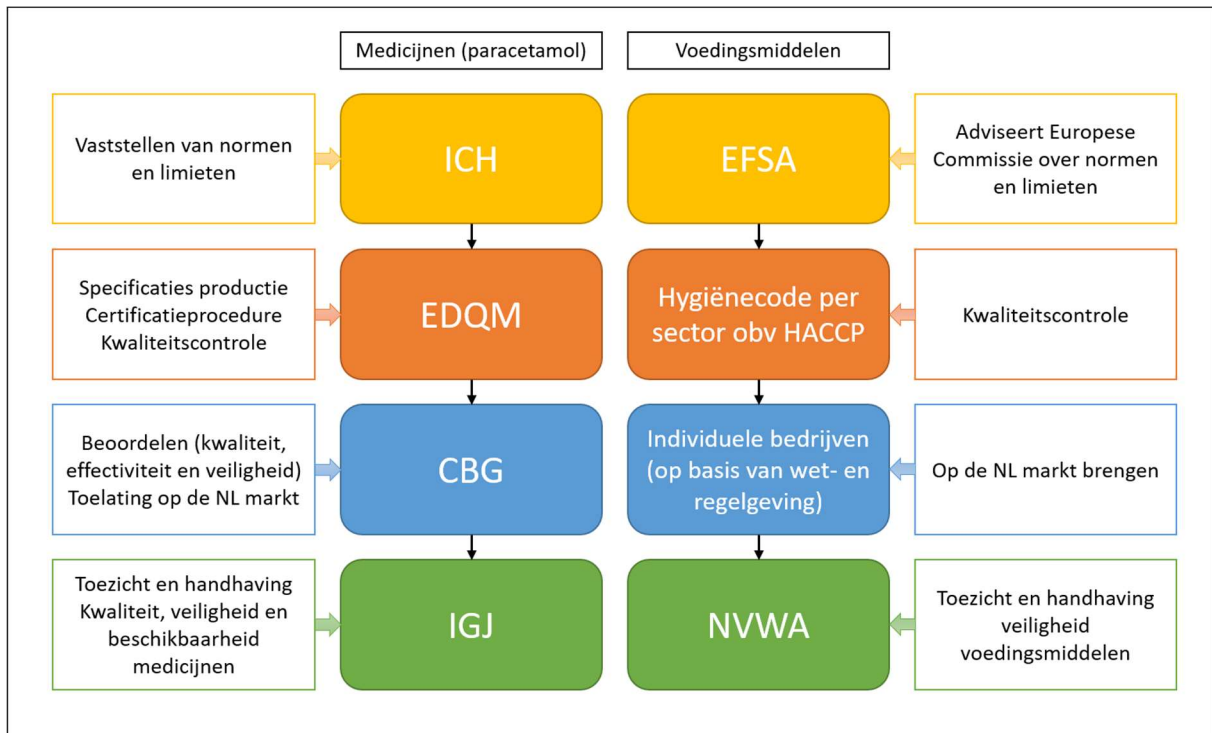 Medicijnen (paracetamol)
Voedingsmiddelen
Vaststellen van normen
en limieten
ICH
EFSA
Adviseert Europese
Commissie over normen
en limieten
Specificaties productie
Certificatieprocedure
Kwaliteitscontrole
EDQM
Hygiënecode per
sector obv HACCP
Kwaliteitscontrole
Beoordelen (kwaliteit,
effectiviteit en veiligheid)
Toelating op de NL markt
CBG
Individuele bedrijven
(op basis van wet- en
regelgeving)
Op de NL markt brengen
Toezicht en handhaving
Kwaliteit, veiligheid en
beschikbaarheid
medicijnen
IGJ
NVWA
Toezicht en handhaving
veiligheid
voedingsmiddelen